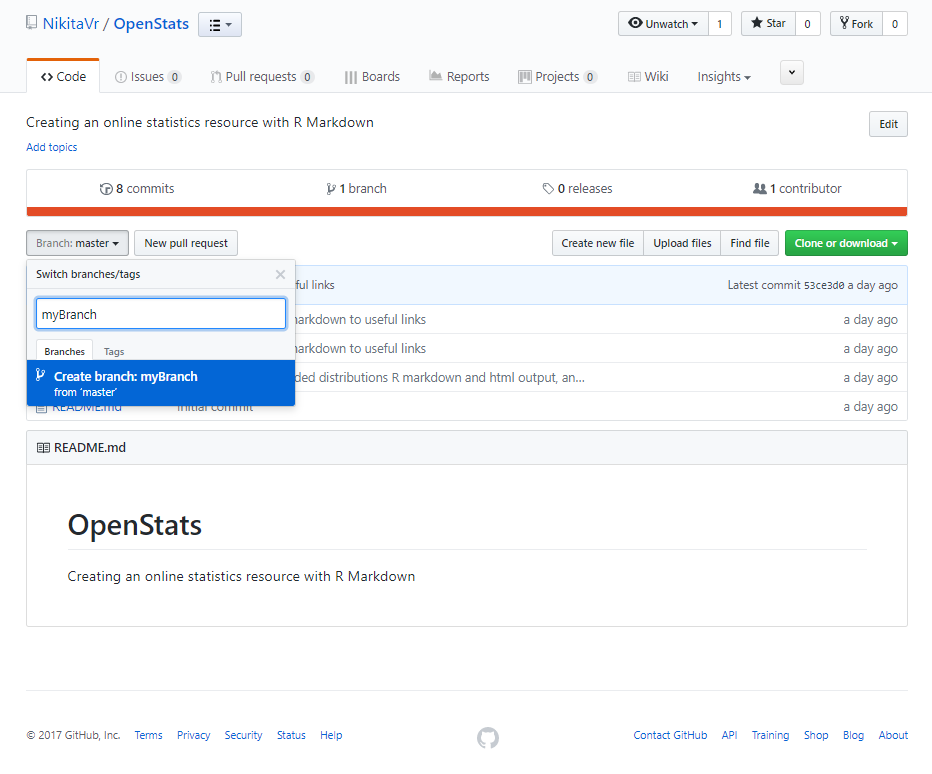 NikitaVr / OpenStats
Unwatch 1 Star 0 Fork 0
Code Issues 0 Pull requests 0 Boards Reports Projects 0 Wiki Insights
Creating an online statistics resource with R Markdown
Edit
Add topics
8 commits 1 branch 0 releases 1 contributor
Branch: master New pull request Create new file Upload files Find file Clone or download
Switch branches/tags
ful links Latest commit 53ce3d0 a day ago
myBranch
arkdown to useful links a day ago
Branches Tags
arkdown to useful links a day ago
Create branch: myBranch
from 'master'
ded distributions R markdown and html output, an... a day ago
README.md Initial commit a day ago
README.md
OpenStats
Creating an online statistics resource with R Markdown
© 2017 GitHub, Inc. Terms Privacy Security Status Help Contact GitHub API Training Shop Blog About